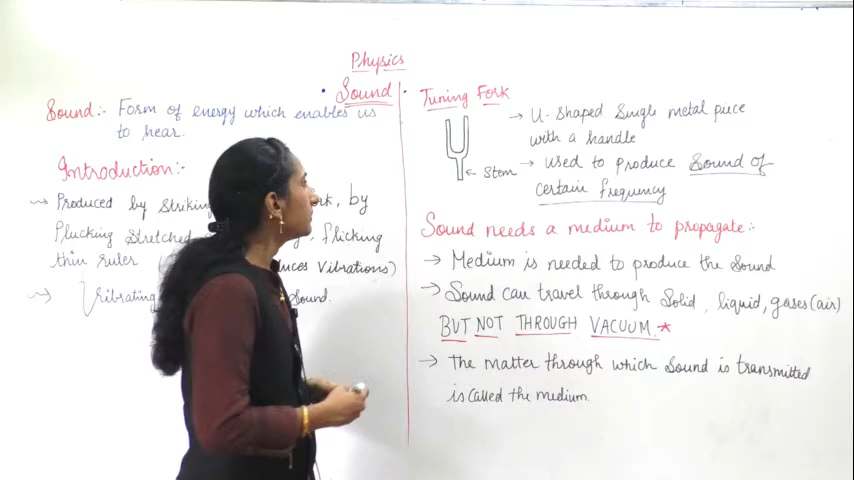 Physics
Sound
Sound:- Form of energy which enables us
to hear.
Introduction:-
Produced by striking , by
Plucking stretched , flicking
thin ruler ( Vibrations)
Vibrating Sound.
Tuning Fork
→ U-shaped Single metal piece
with a handle
← Stem
→ used to produce Sound of
certain frequency
Sound needs a medium to propagate:-
→ Medium is needed to produce the Sound
→ Sound can travel through Solid, liquid, gases(air)
BUT NOT THROUGH VACUUM.*
→ The matter through which Sound is transmitted
is called the medium.